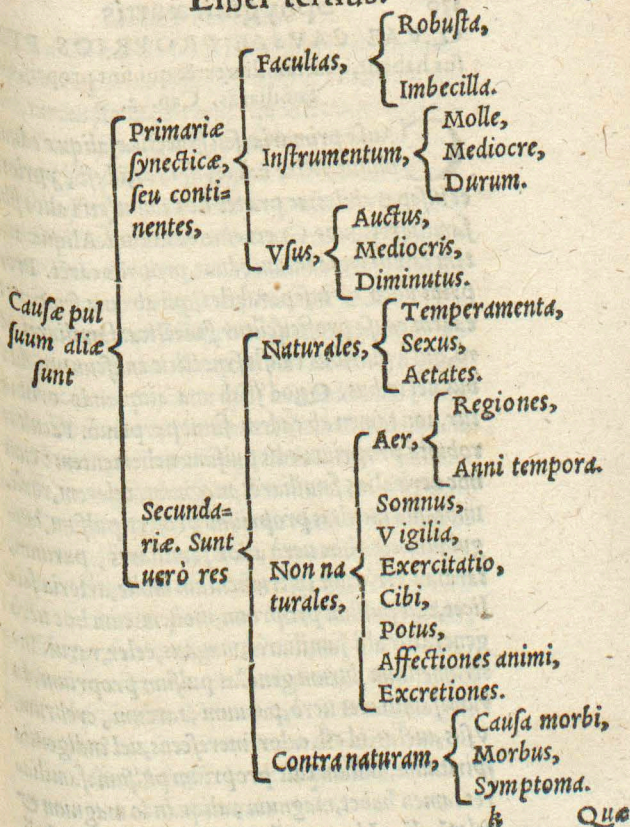 Liber tertius.
Cauſæ pul
ſuum aliæ
ſunt
Primariæ
ſynecticæ,
ſeu conti=
nentes,
Facultas,
Robuſta,
Imbecilla.
Inſtrumentum,
Molle,
Mediocre,
Durum.
Vſus,
Auctus,
Mediocris,
Diminutus.
Secunda=
riæ. Sunt
uerò res
Naturales,
Temperamenta,
Sexus,
Aetates.
Non na
turales,
Aer,
Regiones,
Anni tempora.
Somnus,
Vigilia,
Exercitatio,
Cibi,
Potus,
Affectiones animi,
Excretiones.
Contra naturam,
Cauſa morbi,
Morbus,
Symptoma.
k Quæ